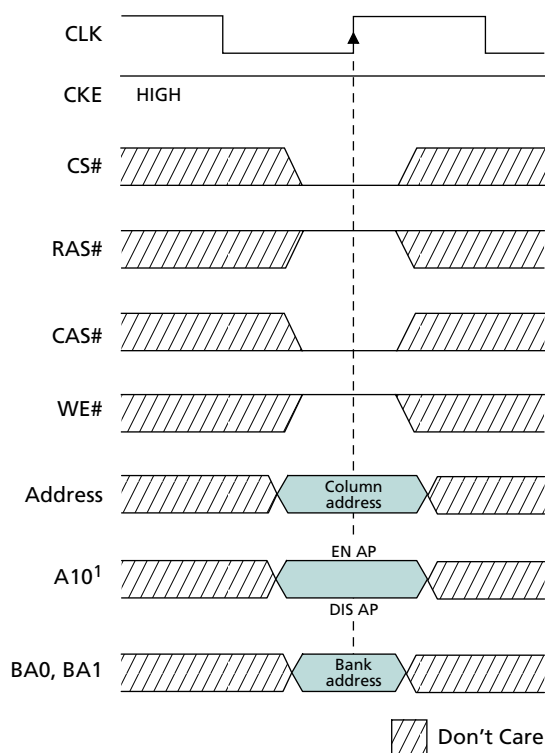 CLK
CKE HIGH
CS#
RAS#
CAS#
WE#
Address Column
address
EN AP
A10¹
DIS AP
BA0, BA1 Bank
address
Don't Care